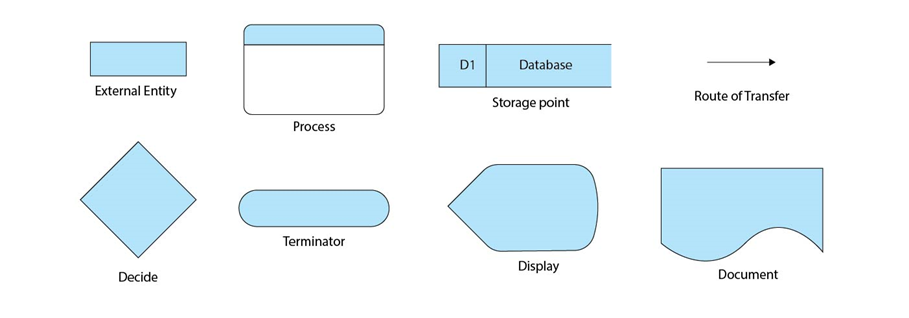 External Entity
Process
D1
Database
Storage point
Route of Transfer
Decide
Terminator
Display
Document